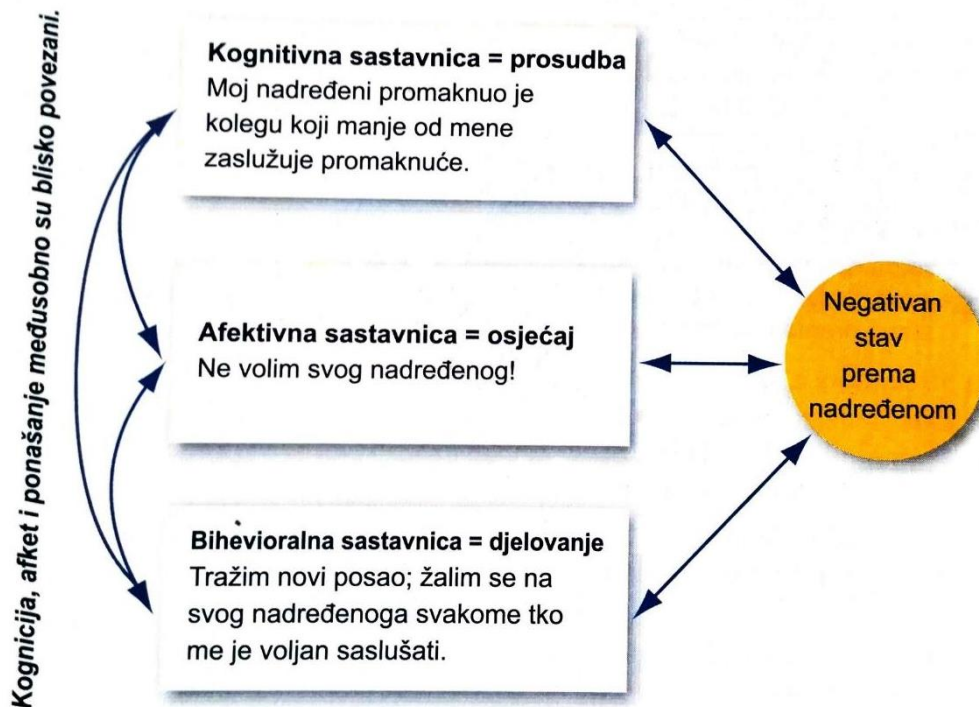 Kognicija, afket i ponašanje međusobno su blisko povezani.
Kognitivna sastavnica = prosudba
Moj nadređeni promaknuo je
kolegu koji manje od mene
zaslužuje promaknuće.
Afektivna sastavnica = osjećaj
Ne volim svog nadređenog!
Bihevioralna sastavnica = djelovanje
Tražim novi posao; žalim se na
svog nadređenoga svakome tko
me je voljan saslušati.
Negativan
stav
prema
nadređenom